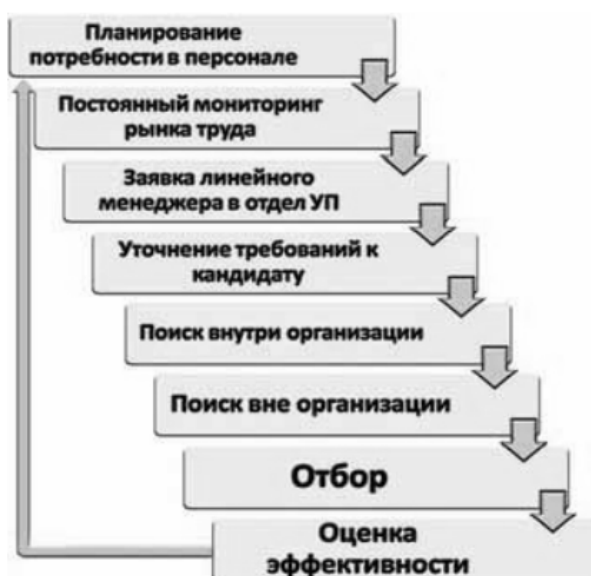 Планирование
потребности в персонале
Постоянный мониторинг
рынка труда
Заявка линейного
менеджера в отдел УП
Уточнение требований к
кандидату
Поиск внутри организации
Поиск вне организации
Отбор
Оценка
эффективности